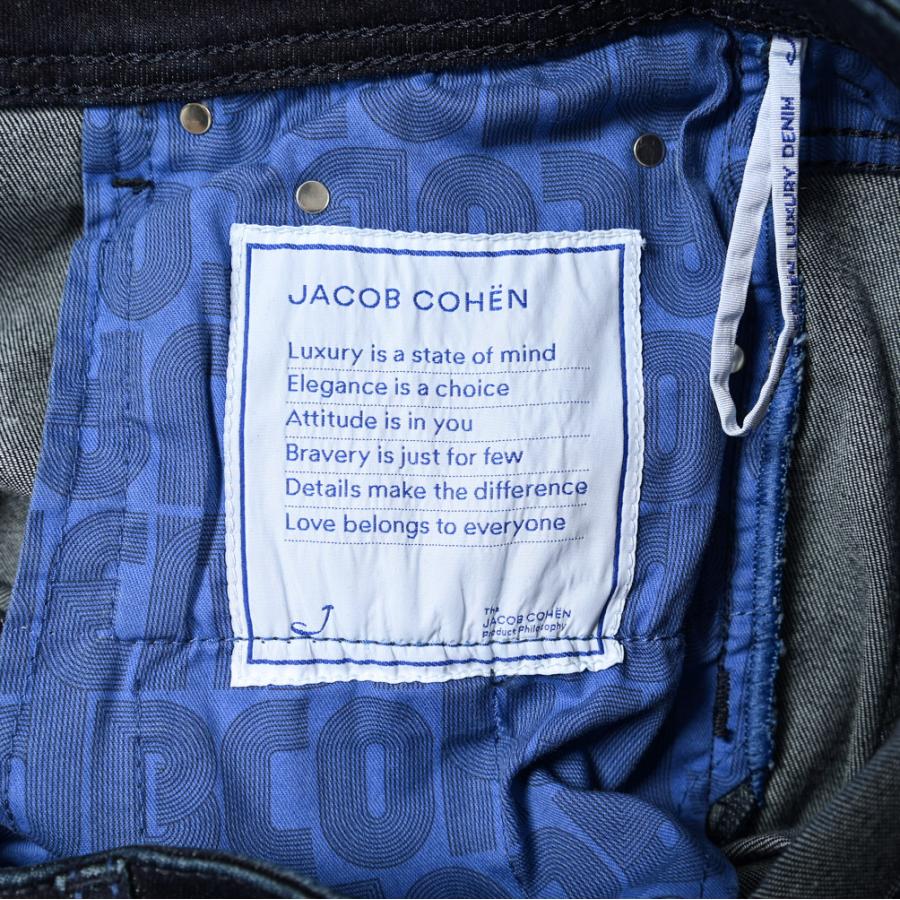 JACOB COHËN
Luxury is a state of mind
Elegance is a choice
Attitude is in you
Bravery is just for few
Details make the difference
Love belongs to everyone
J
The
JACOB COHËN
Product Philosophy
LUXURY DENIM